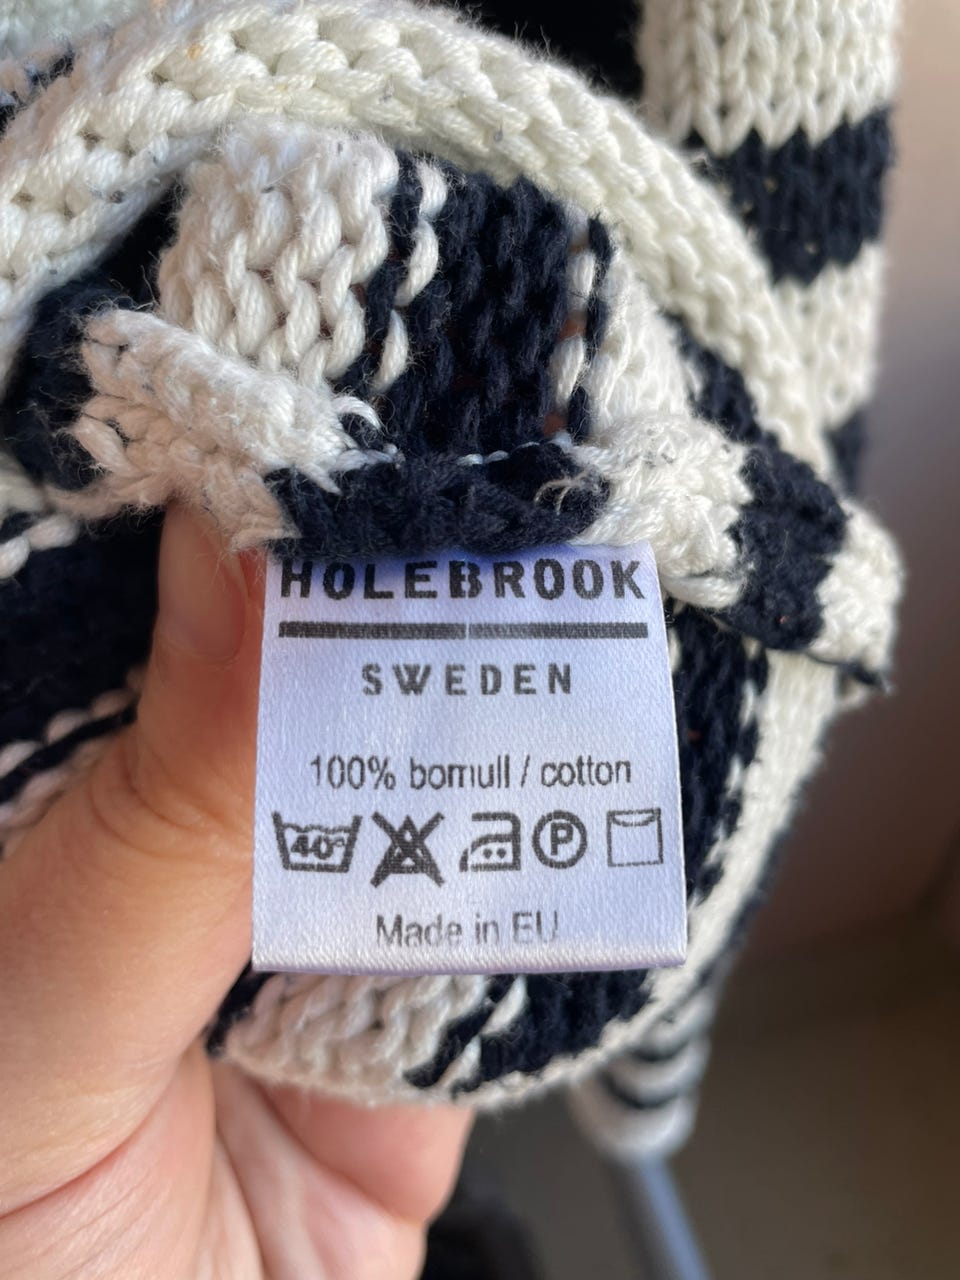 HOLEBROOK
SWEDEN
100% bomull / cotton
40° P
Made in EU